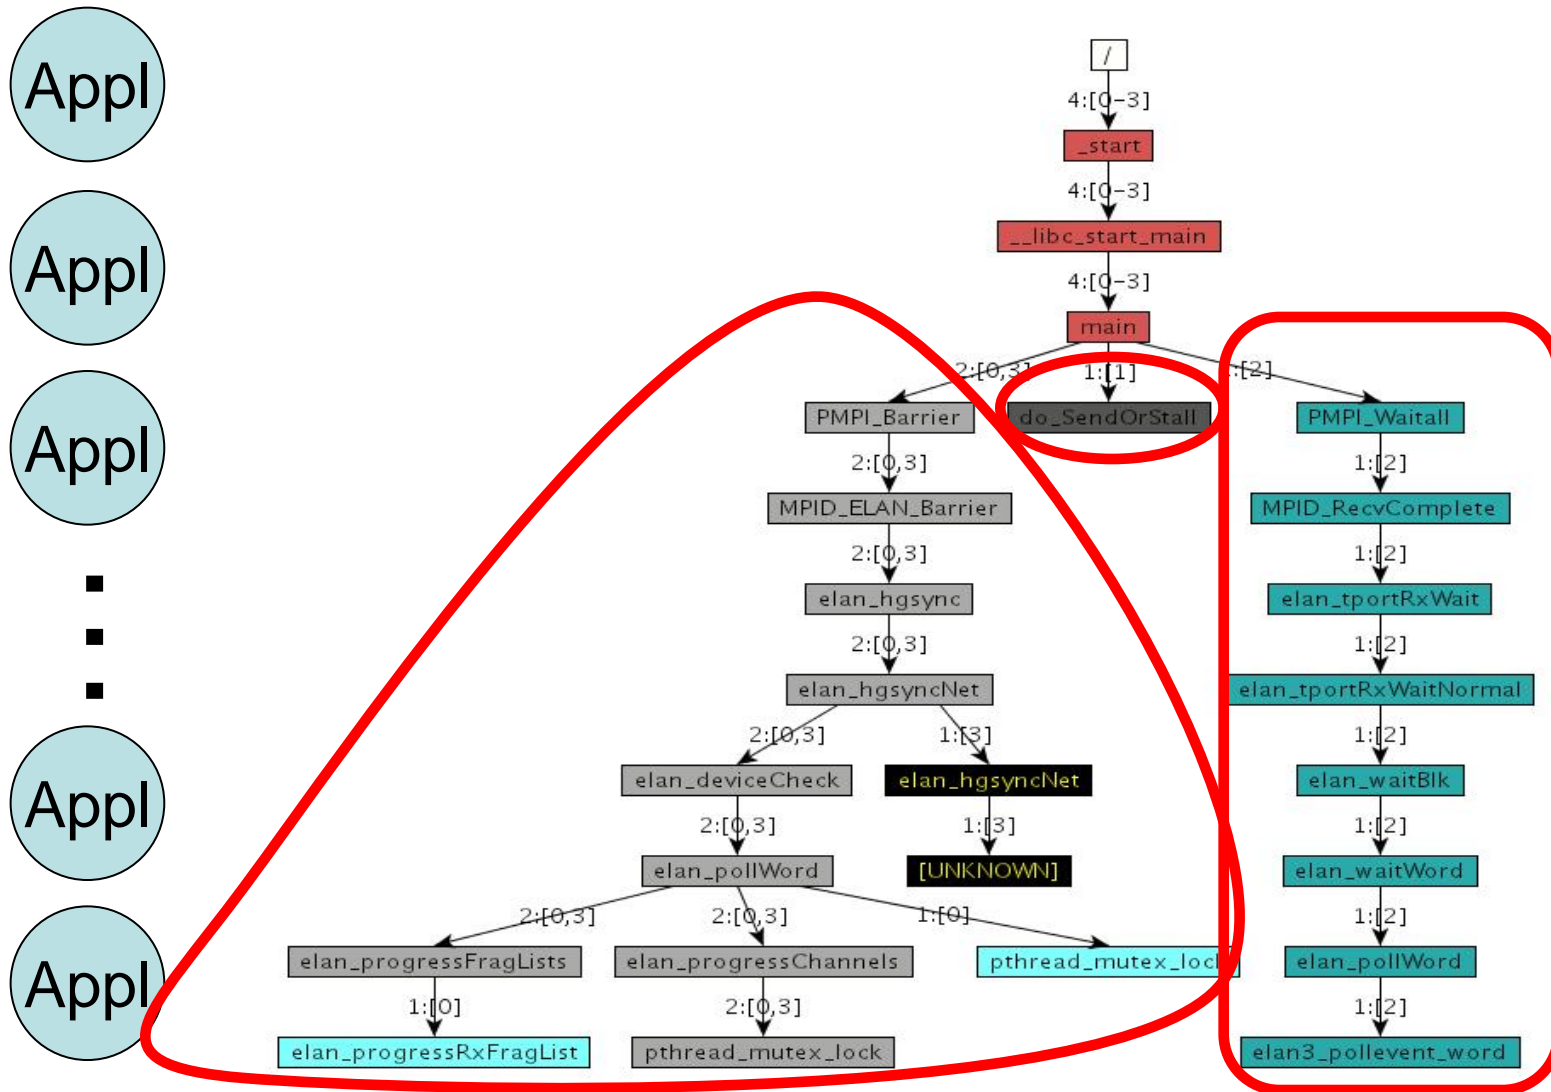 Appl
Appl
Appl
Appl
Appl
/
4:[0-3]
_start
4:[0-3]
__libc_start_main
4:[0-3]
main
2:[0,3]
1:[1]
:[2]
PMPI_Barrier
do_SendOrStall
PMPI_Waitall
2:[0,3]
1:[2]
MPID_ELAN_Barrier
MPID_RecvComplete
2:[0,3]
1:[2]
elan_hgsync
elan_tportRxWait
2:[0,3]
1:[2]
elan_hgsyncNet
elan_tportRxWaitNormal
2:[0,3]
1:[3]
1:[2]
elan_deviceCheck
elan_hgsyncNet
elan_waitBlk
2:[0,3]
1:[3]
1:[2]
elan_pollWord
[UNKNOWN]
elan_waitWord
2:[0,3]
2:[0,3]
1:[0]
1:[2]
elan_progressFragLists
elan_progressChannels
pthread_mutex_lock
elan_pollWord
1:[0]
2:[0,3]
1:[2]
elan_progressRxFragList
pthread_mutex_lock
elan3_pollevent_word